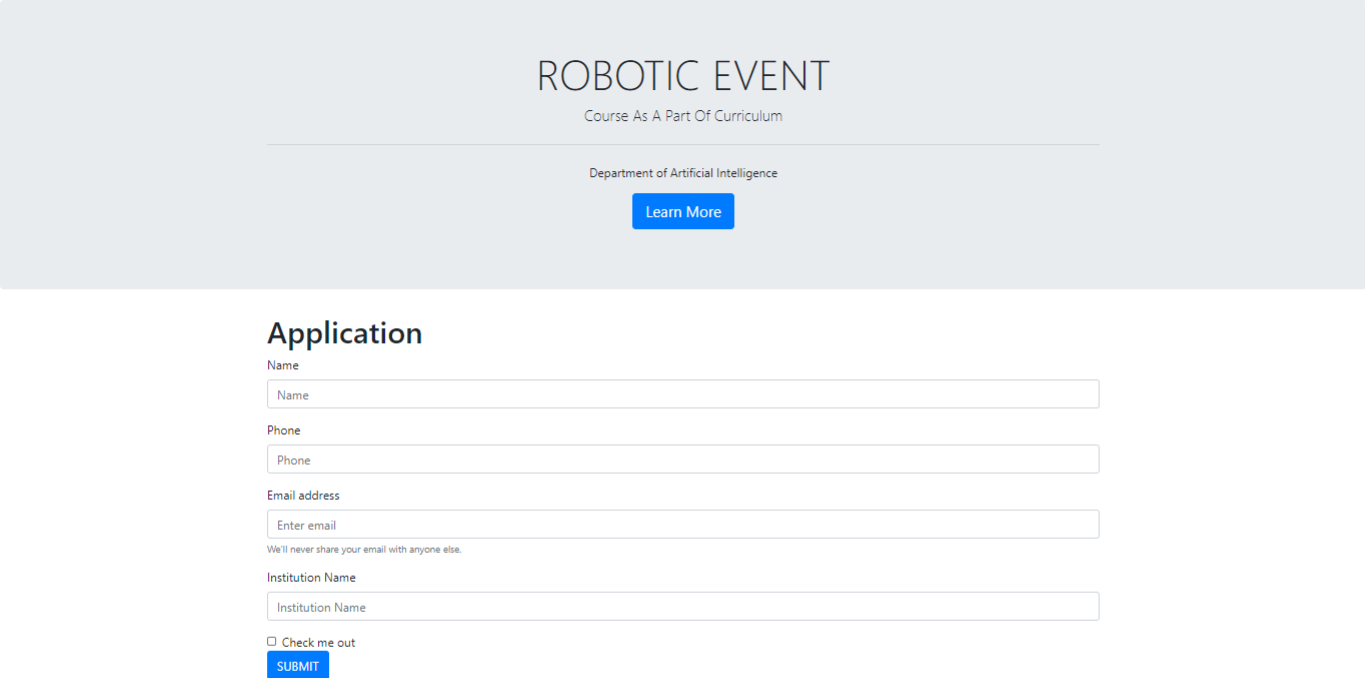 ROBOTIC EVENT
Course As A Part Of Curriculum
Department of Artificial Intelligence
Learn More
Application
Name
Name
Phone
Phone
Email address
Enter email
We'll never share your email with anyone else.
Institution Name
Institution Name
Check me out
SUBMIT